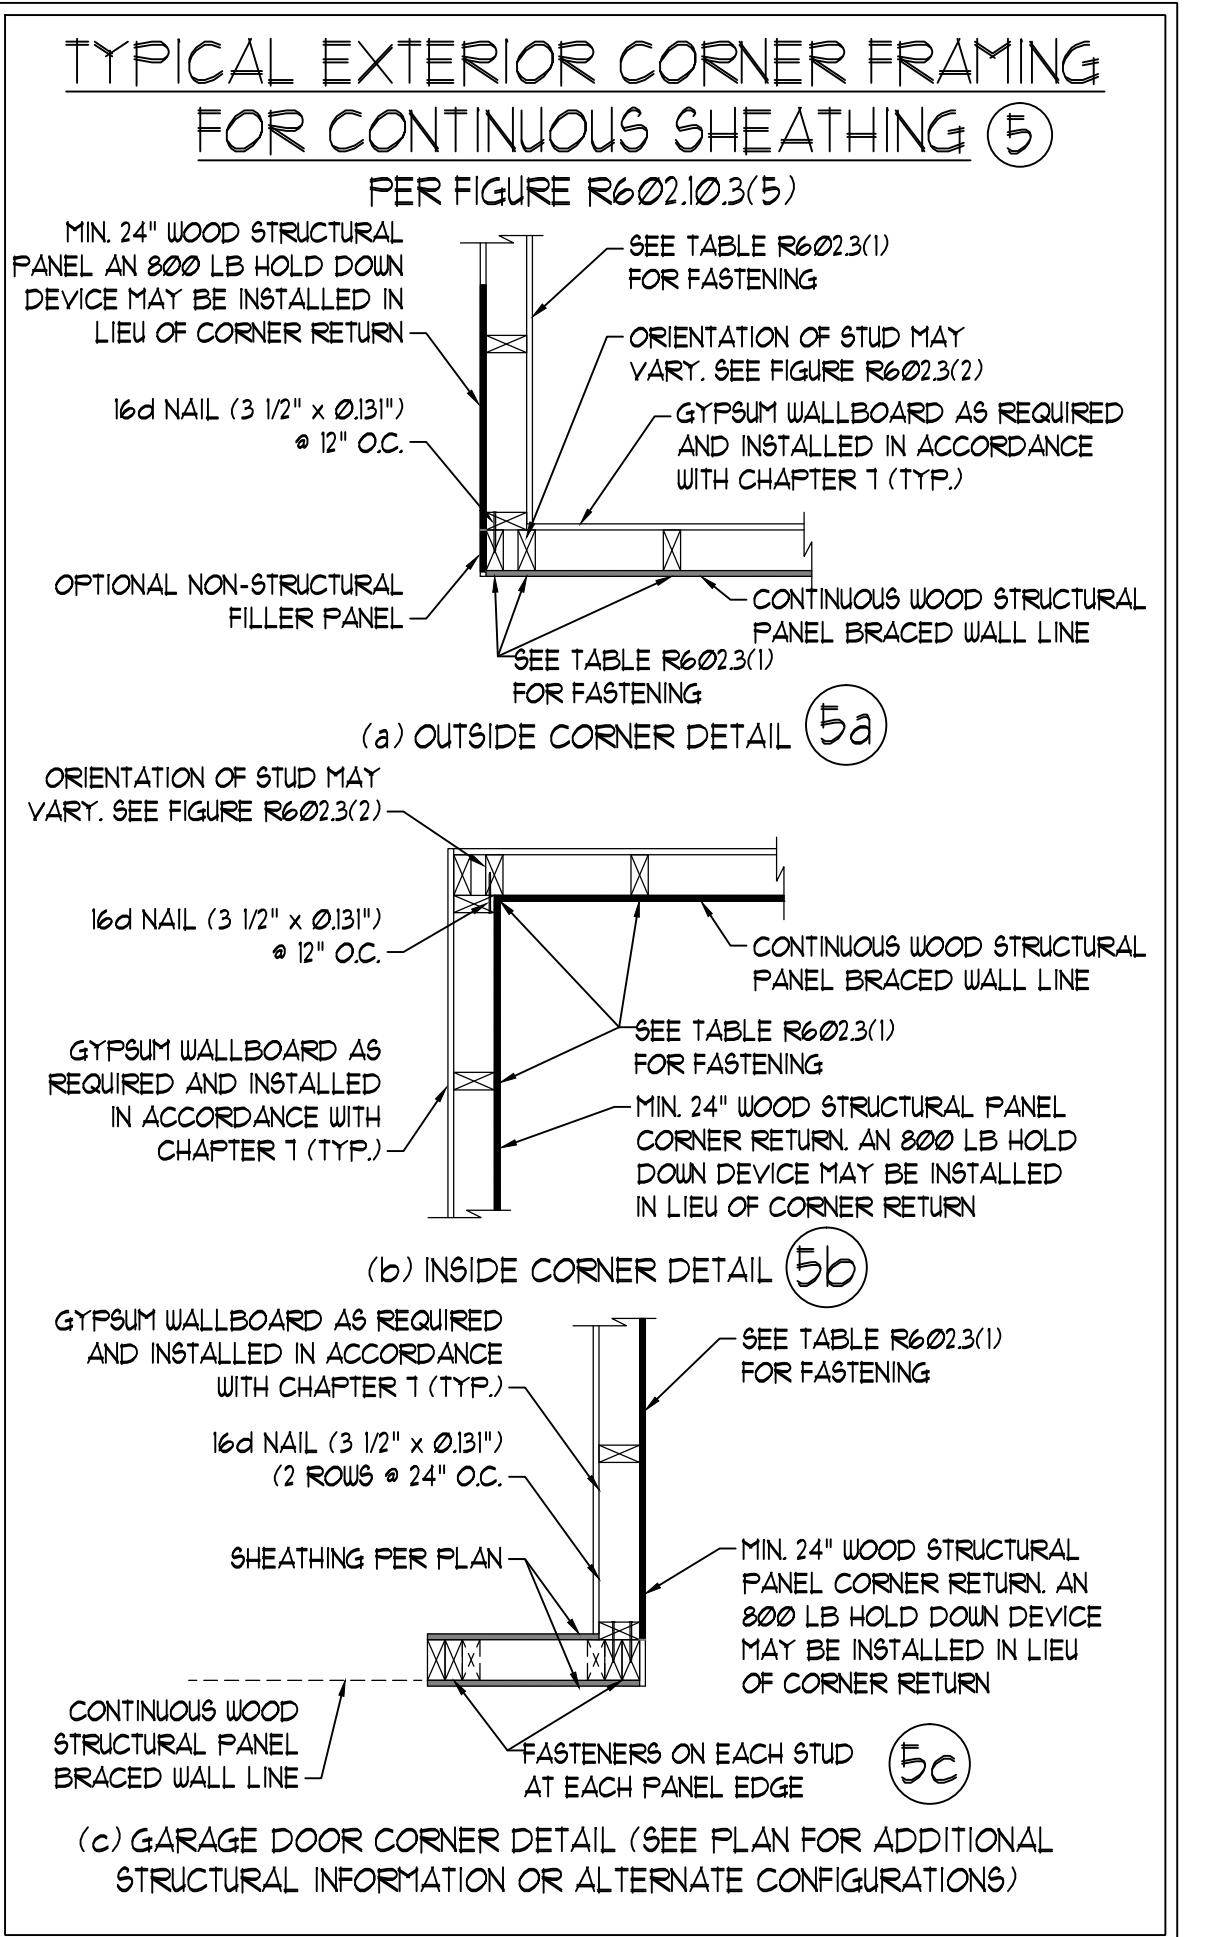 TYPICAL EXTERIOR CORNER FRAMING
FOR CONTINUOUS SHEATHING 5
PER FIGURE R602.10.3(5)
MIN. 24" WOOD STRUCTURAL
PANEL AN 800 LB HOLD DOWN
DEVICE MAY BE INSTALLED IN
LIEU OF CORNER RETURN
SEE TABLE R602.3(1)
FOR FASTENING
ORIENTATION OF STUD MAY
VARY. SEE FIGURE R602.3(2)
16d NAIL (3 1/2" x 0.131")
@ 12" O.C.
GYPSUM WALLBOARD AS REQUIRED
AND INSTALLED IN ACCORDANCE
WITH CHAPTER 7 (TYP.)
OPTIONAL NON-STRUCTURAL
FILLER PANEL
CONTINUOUS WOOD STRUCTURAL
PANEL BRACED WALL LINE
SEE TABLE R602.3(1)
FOR FASTENING
(a) OUTSIDE CORNER DETAIL 5a
ORIENTATION OF STUD MAY
VARY. SEE FIGURE R602.3(2)
16d NAIL (3 1/2" x 0.131")
@ 12" O.C.
CONTINUOUS WOOD STRUCTURAL
PANEL BRACED WALL LINE
SEE TABLE R602.3(1)
FOR FASTENING
GYPSUM WALLBOARD AS
REQUIRED AND INSTALLED
IN ACCORDANCE WITH
CHAPTER 7 (TYP.)
MIN. 24" WOOD STRUCTURAL PANEL
CORNER RETURN. AN 800 LB HOLD
DOWN DEVICE MAY BE INSTALLED
IN LIEU OF CORNER RETURN
(b) INSIDE CORNER DETAIL 5b
GYPSUM WALLBOARD AS REQUIRED
AND INSTALLED IN ACCORDANCE
WITH CHAPTER 7 (TYP.)
SEE TABLE R602.3(1)
FOR FASTENING
16d NAIL (3 1/2" x 0.131")
(2 ROWS @ 24" O.C.
SHEATHING PER PLAN
MIN. 24" WOOD STRUCTURAL
PANEL CORNER RETURN. AN
800 LB HOLD DOWN DEVICE
MAY BE INSTALLED IN LIEU
OF CORNER RETURN
CONTINUOUS WOOD
STRUCTURAL PANEL
BRACED WALL LINE
FASTENERS ON EACH STUD
AT EACH PANEL EDGE
5c
(c) GARAGE DOOR CORNER DETAIL (SEE PLAN FOR ADDITIONAL
STRUCTURAL INFORMATION OR ALTERNATE CONFIGURATIONS)